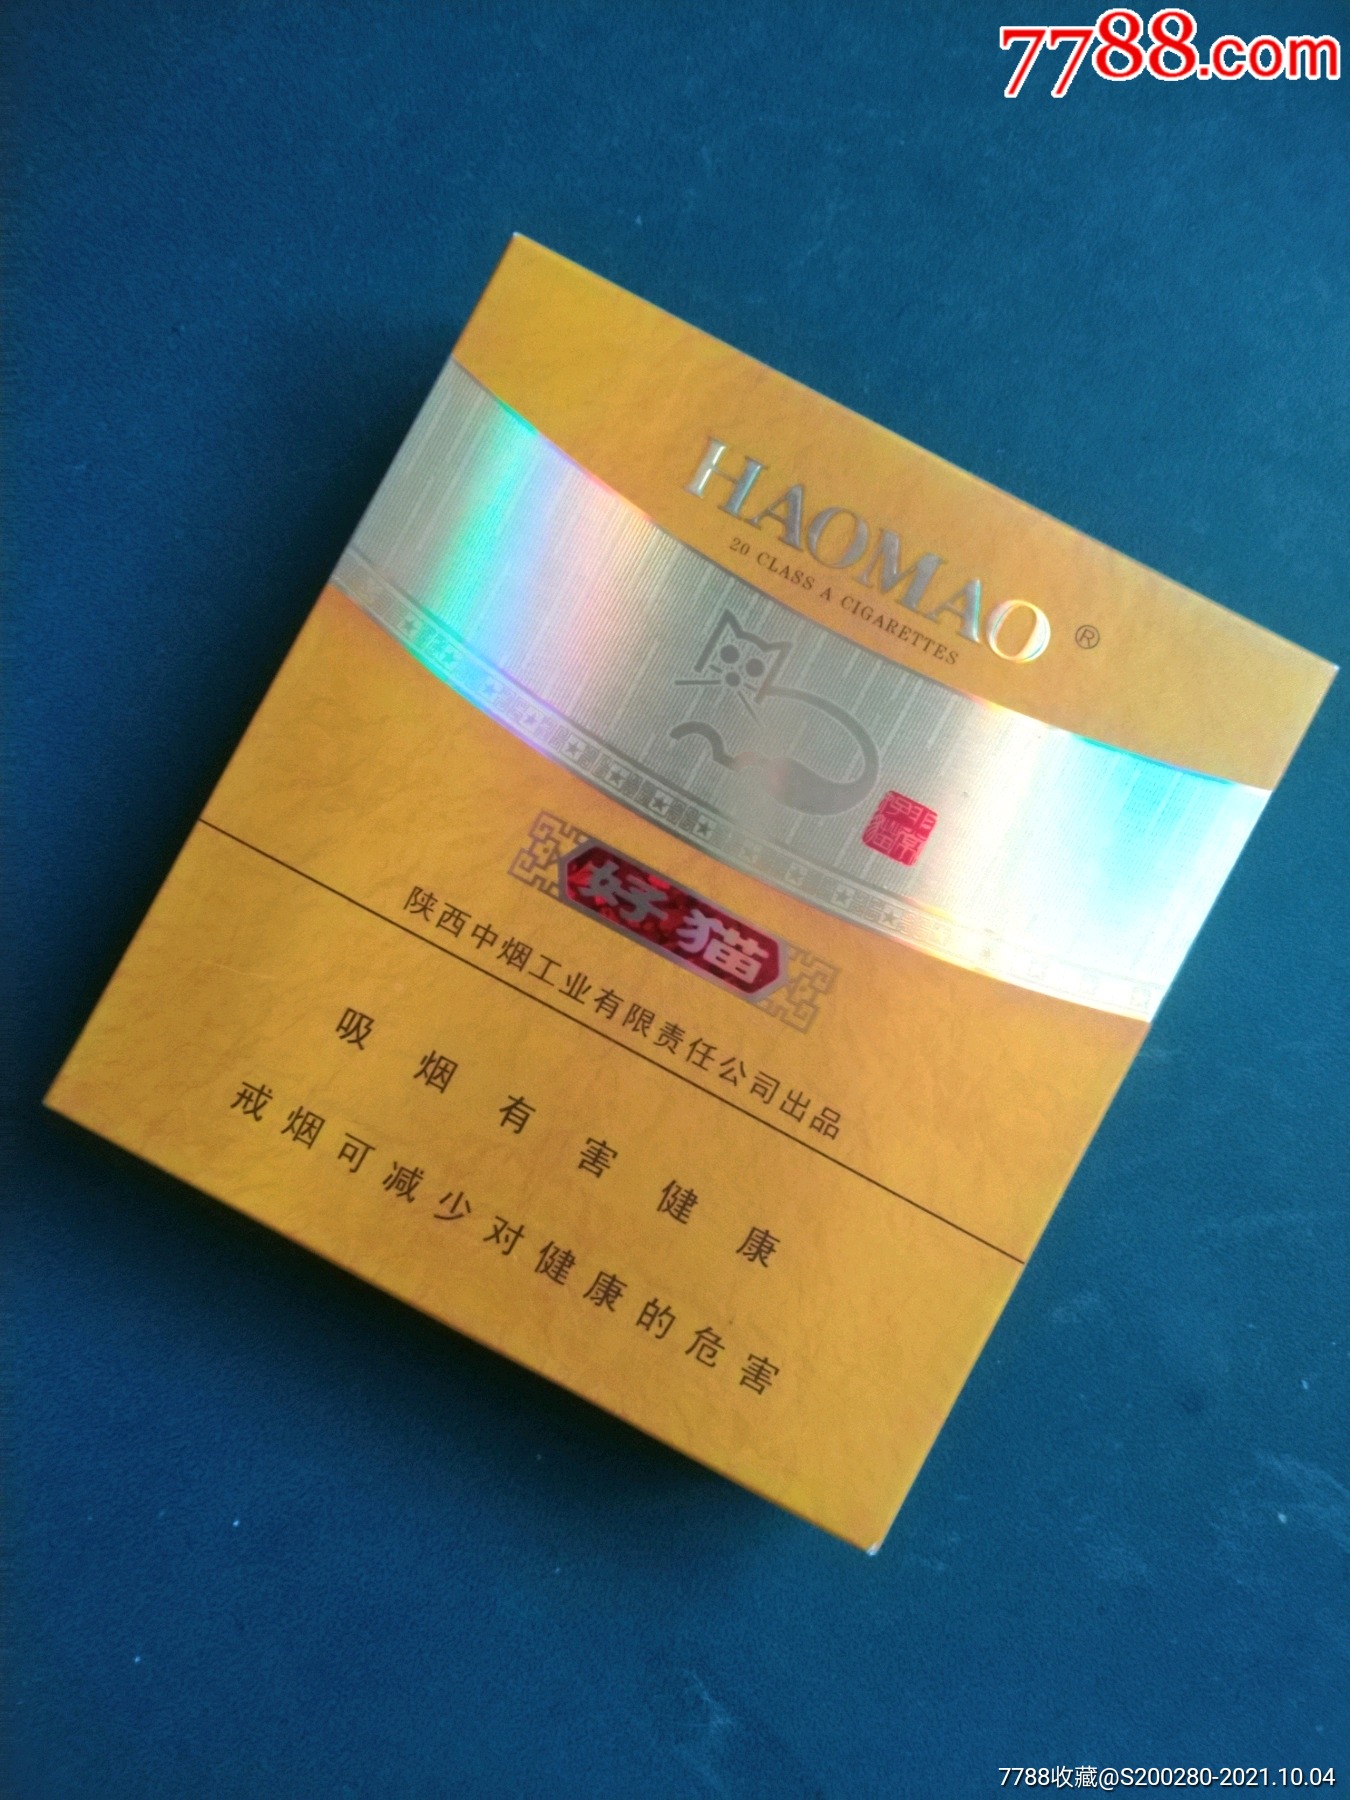 7788.com
HAOMAO ®
20 CLASS A CIGARETTES
好猫
陕西中烟工业有限责任公司出品
吸烟有害健康
戒烟可减少对健康的危害
7788收藏@S200280-2021.10.04